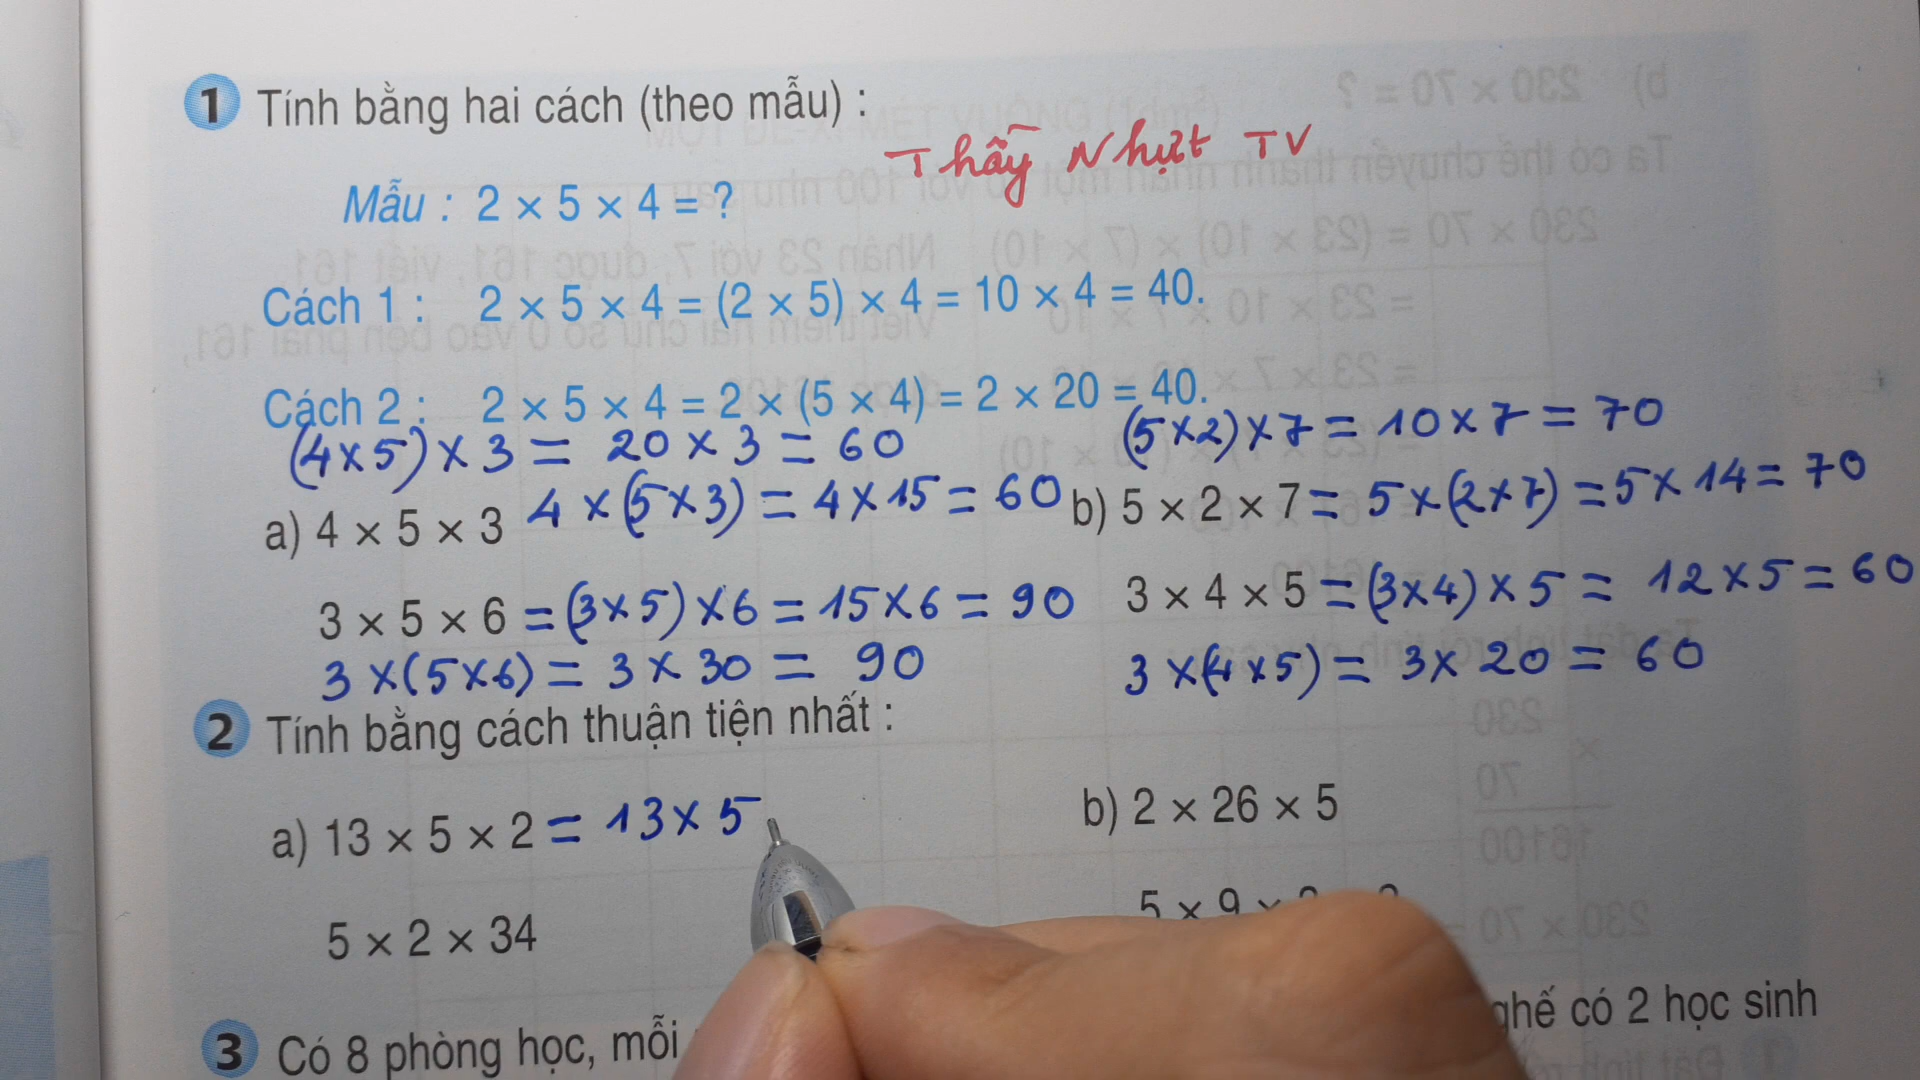 1 Tính bằng hai cách (theo mẫu) :
Thầy Nhựt TV
Mẫu : 2 × 5 × 4 = ?
Cách 1 : 2 × 5 × 4 = (2 × 5) × 4 = 10 × 4 = 40.
Cách 2 : 2 × 5 × 4 = 2 × (5 × 4) = 2 × 20 = 40.
(4 × 5) × 3 = 20 × 3 = 60
a) 4 × 5 × 3 4 × (5 × 3) = 4 × 15 = 60
3 × 5 × 6 = (3 × 5) × 6 = 15 × 6 = 90
3 × (5 × 6) = 3 × 30 = 90
(5 × 2) × 7 = 10 × 7 = 70
b) 5 × 2 × 7 = 5 × (2 × 7) = 5 × 14 = 70
3 × 4 × 5 = (3 × 4) × 5 = 12 × 5 = 60
3 × (4 × 5) = 3 × 20 = 60
2 Tính bằng cách thuận tiện nhất :
a) 13 × 5 × 2 = 13 × 5
5 × 2 × 34
b) 2 × 26 × 5
5 × 9 ×
3 Có 8 phòng học, mỗi ghế có 2 học sinh